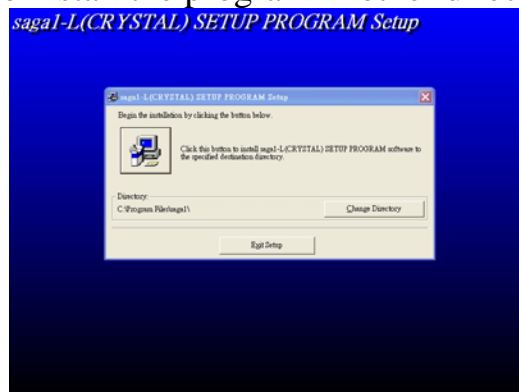 saga1-L(CRYSTAL) SETUP PROGRAM Setup
saga1-L(CRYSTAL) SETUP PROGRAM Setup
Begin the installation by clicking the button below.
Click this button to install saga1-L(CRYSTAL) SETUP PROGRAM software to
the specified destination directory.
Directory:
C:\Program Files\saga1\
Change Directory
Exit Setup